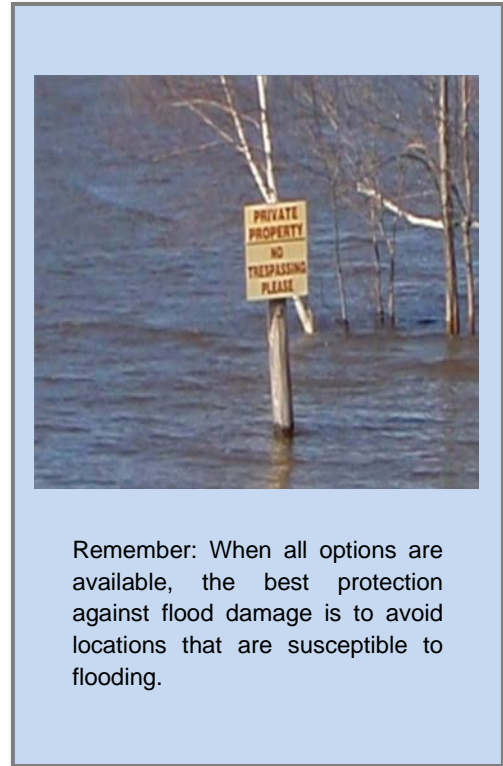 PRIVATE
PROPERTY
NO
TRESPASSING
PLEASE
Remember: When all options are
available, the best protection
against flood damage is to avoid
locations that are susceptible to
flooding.